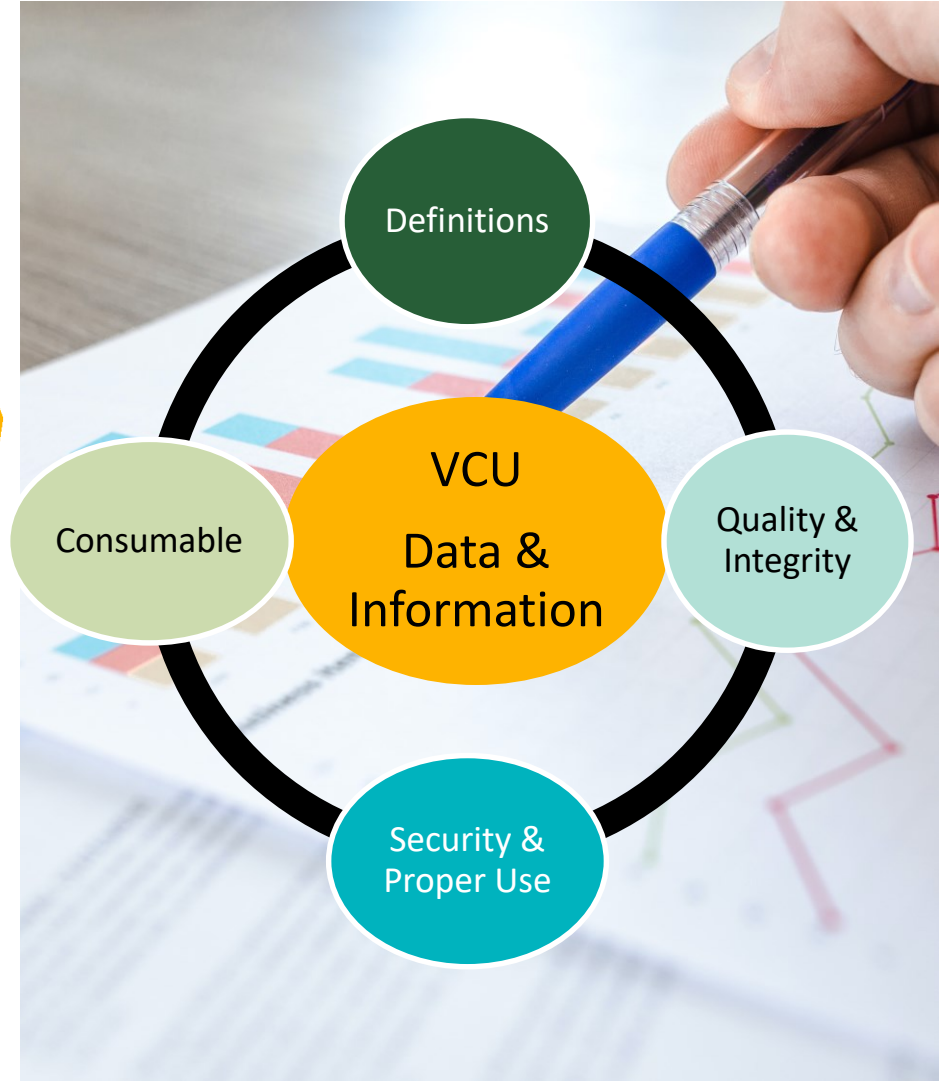 Definitions
VCU
Data &
Information
Consumable
Quality &
Integrity
Security &
Proper Use